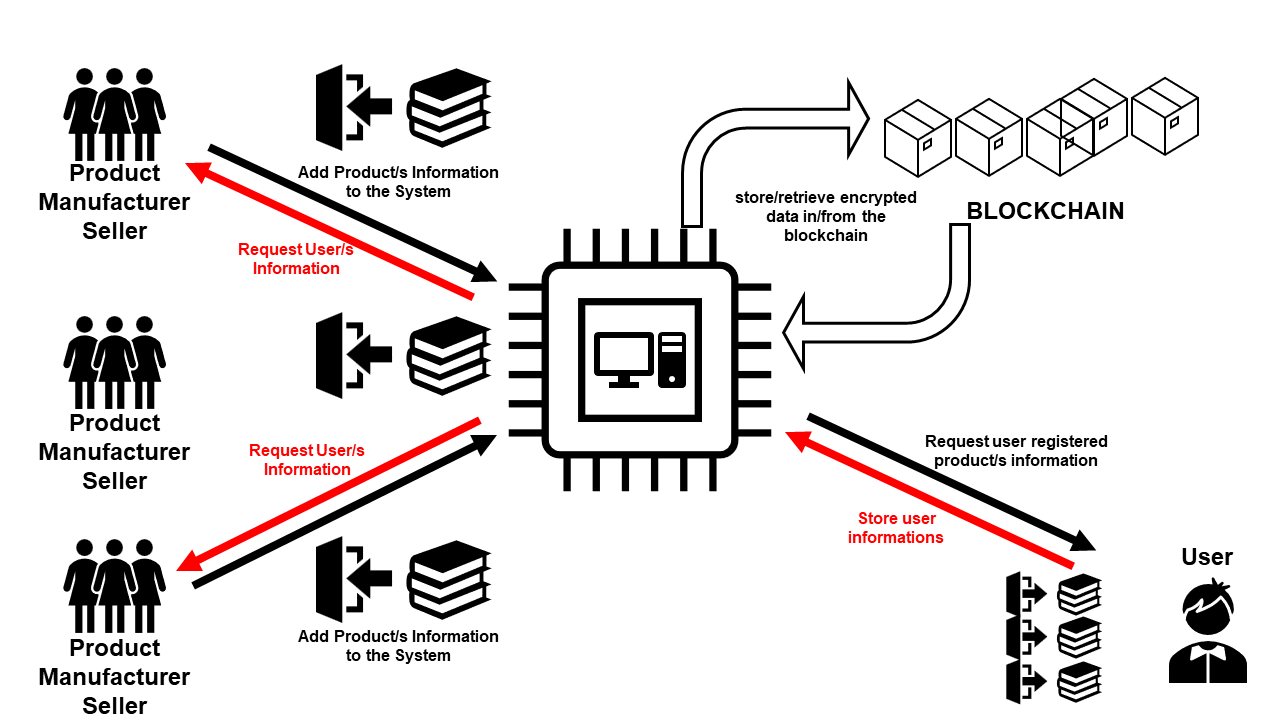 Product
Manufacturer
Seller
Add Product/s Information
to the System
Request User/s
Information
store/retrieve encrypted
data in/from the
blockchain
BLOCKCHAIN
Product
Manufacturer
Seller
Request User/s
Information
Request user registered
product/s information
Store user
informations
User
Product
Manufacturer
Seller
Add Product/s Information
to the System